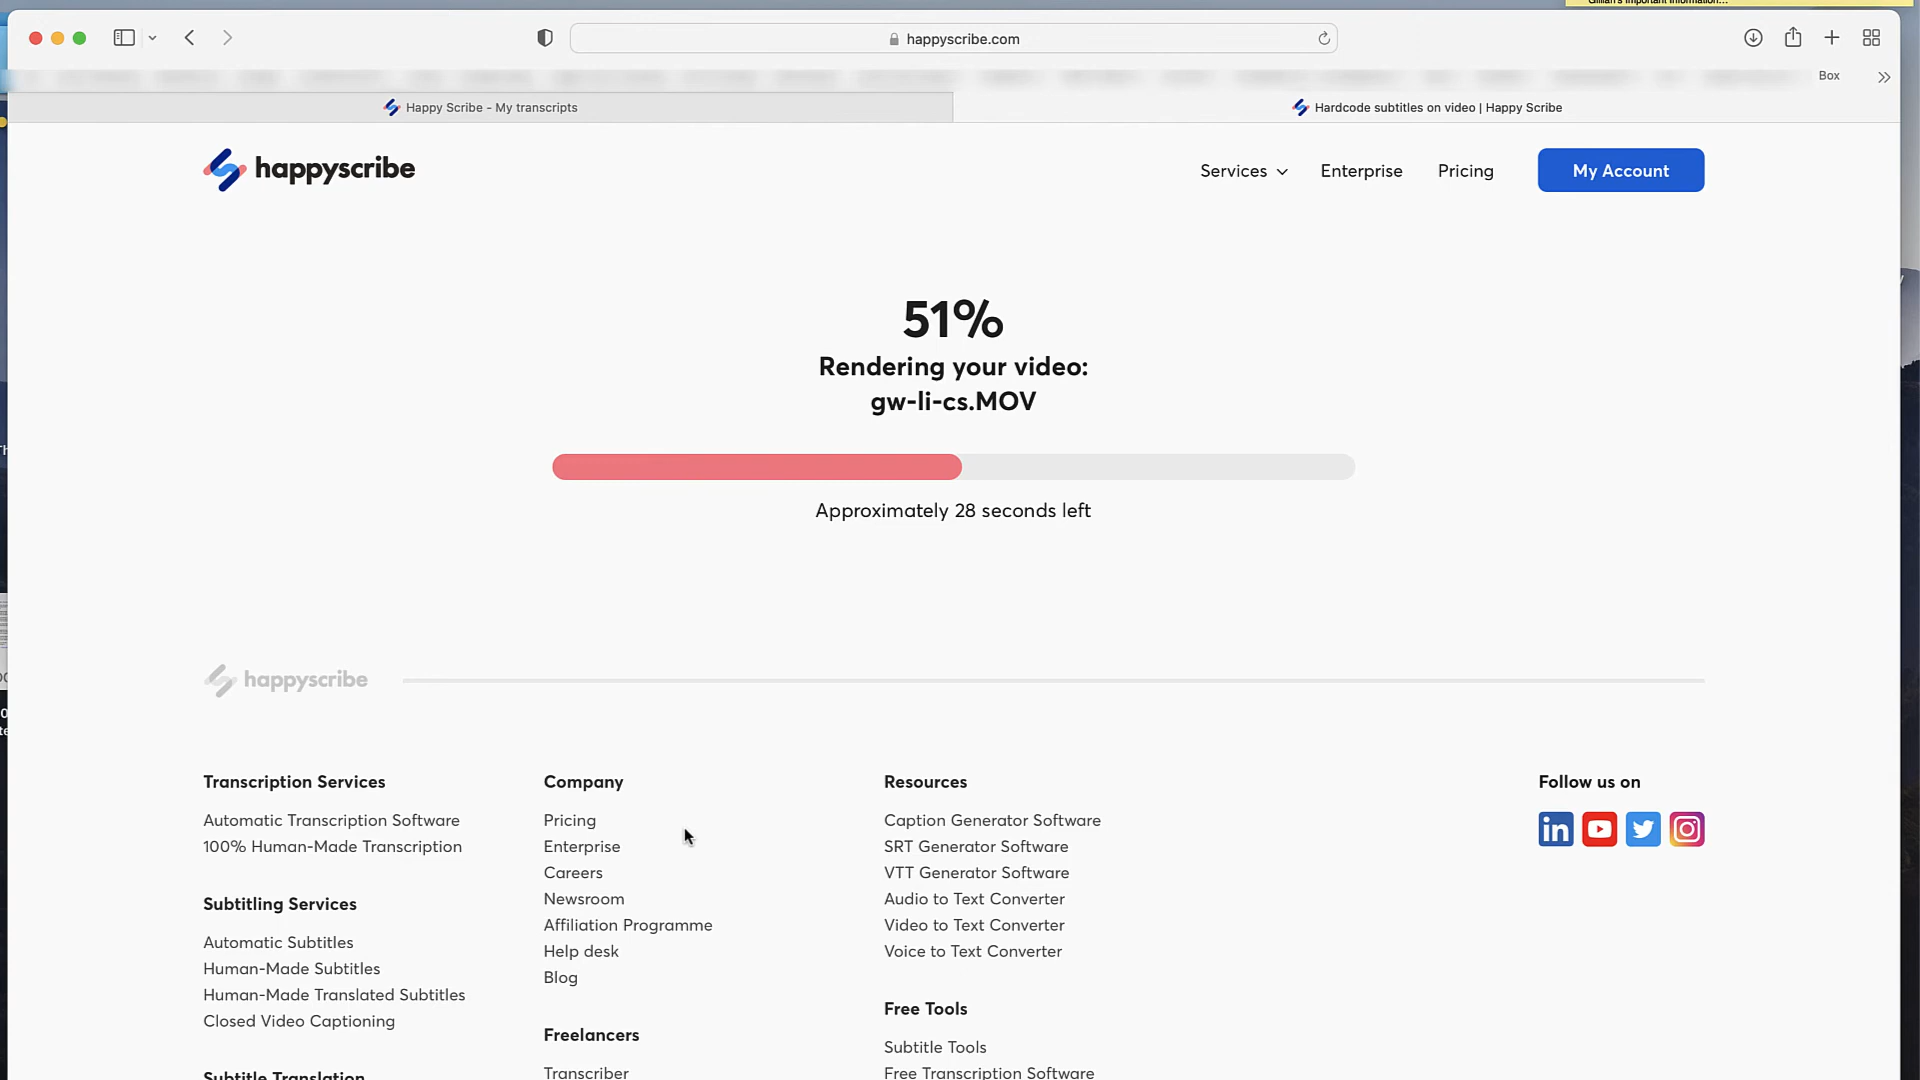 Gillian's Important Information...
happyscribe.com
Box
Happy Scribe - My transcripts
Hardcode subtitles on video | Happy Scribe
happyscribe
Services
Enterprise
Pricing
My Account
51%
Rendering your video:
gw-li-cs.MOV
Approximately 28 seconds left
happyscribe
Transcription Services
Automatic Transcription Software
100% Human-Made Transcription
Subtitling Services
Automatic Subtitles
Human-Made Subtitles
Human-Made Translated Subtitles
Closed Video Captioning
Subtitle Translation
Company
Pricing
Enterprise
Careers
Newsroom
Affiliation Programme
Help desk
Blog
Freelancers
Transcriber
Resources
Caption Generator Software
SRT Generator Software
VTT Generator Software
Audio to Text Converter
Video to Text Converter
Voice to Text Converter
Free Tools
Subtitle Tools
Free Transcription Software
Follow us on
in